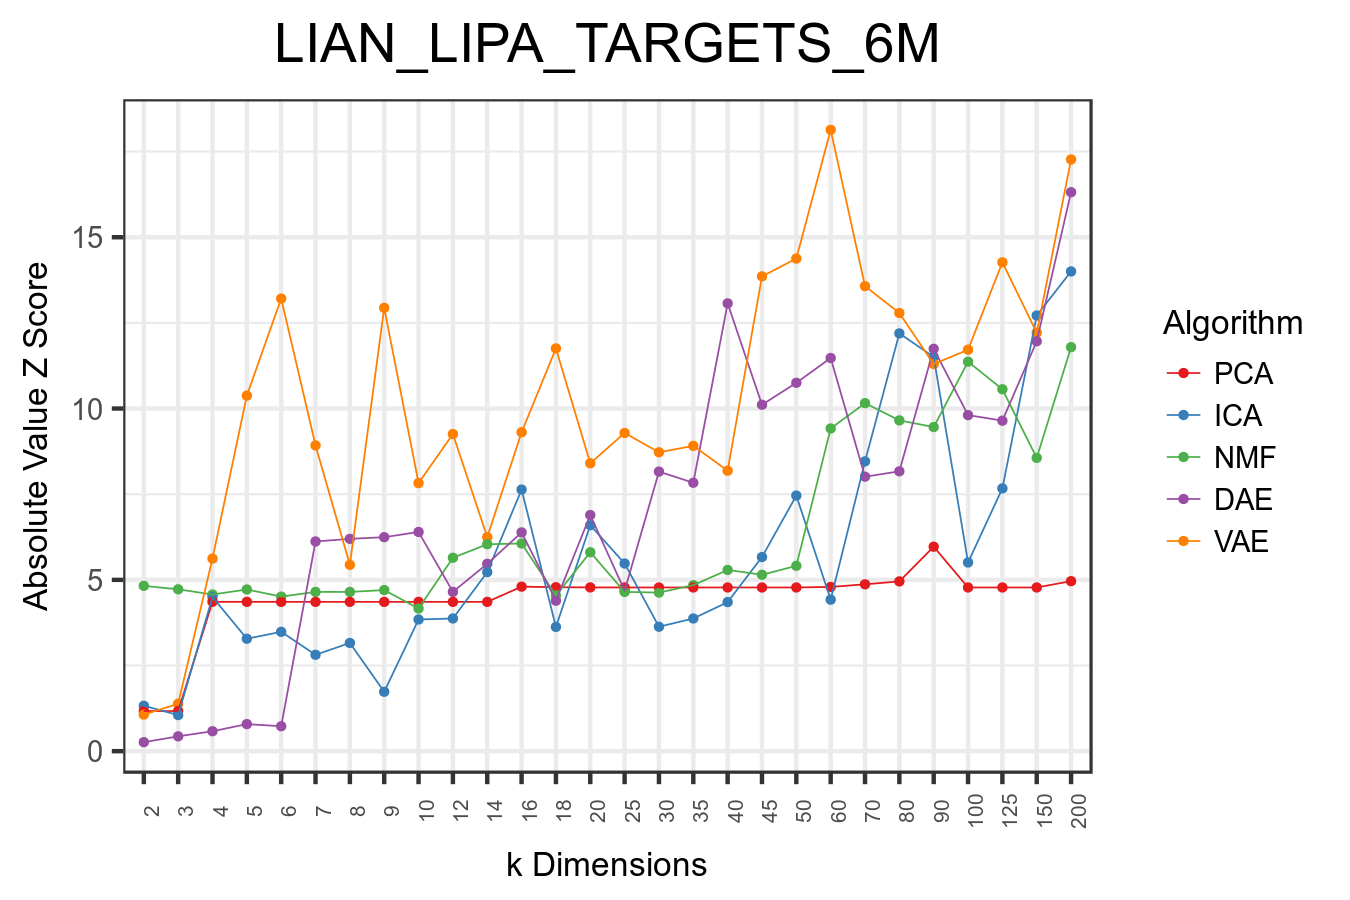 LIAN_LIPA_TARGETS_6M
Absolute Value Z Score
15
10
5
0
2 3 4 5 6 7 8 9 10 12 14 16 18 20 25 30 35 40 45 50 60 70 80 90 100 125 150 200
k Dimensions
Algorithm
PCA
ICA
NMF
DAE
VAE